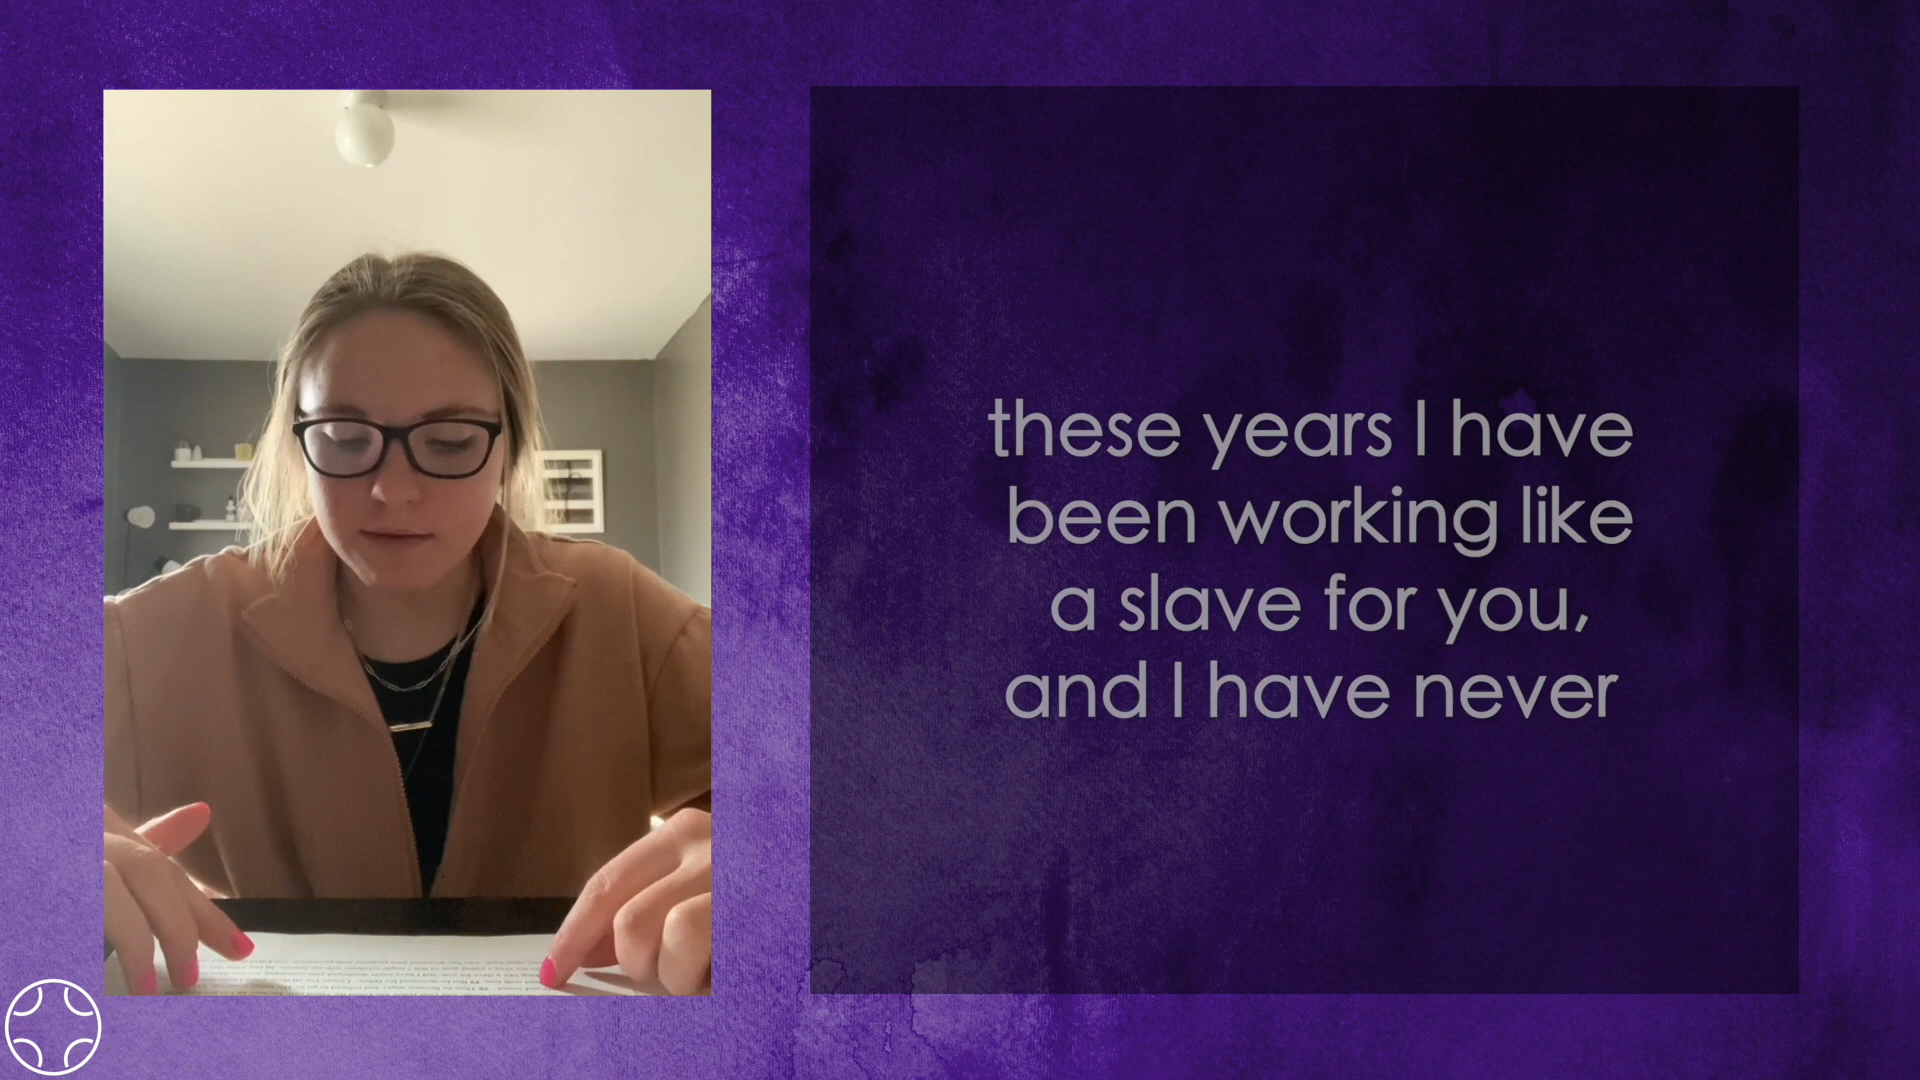 these years I have
been working like
a slave for you,
and I have never